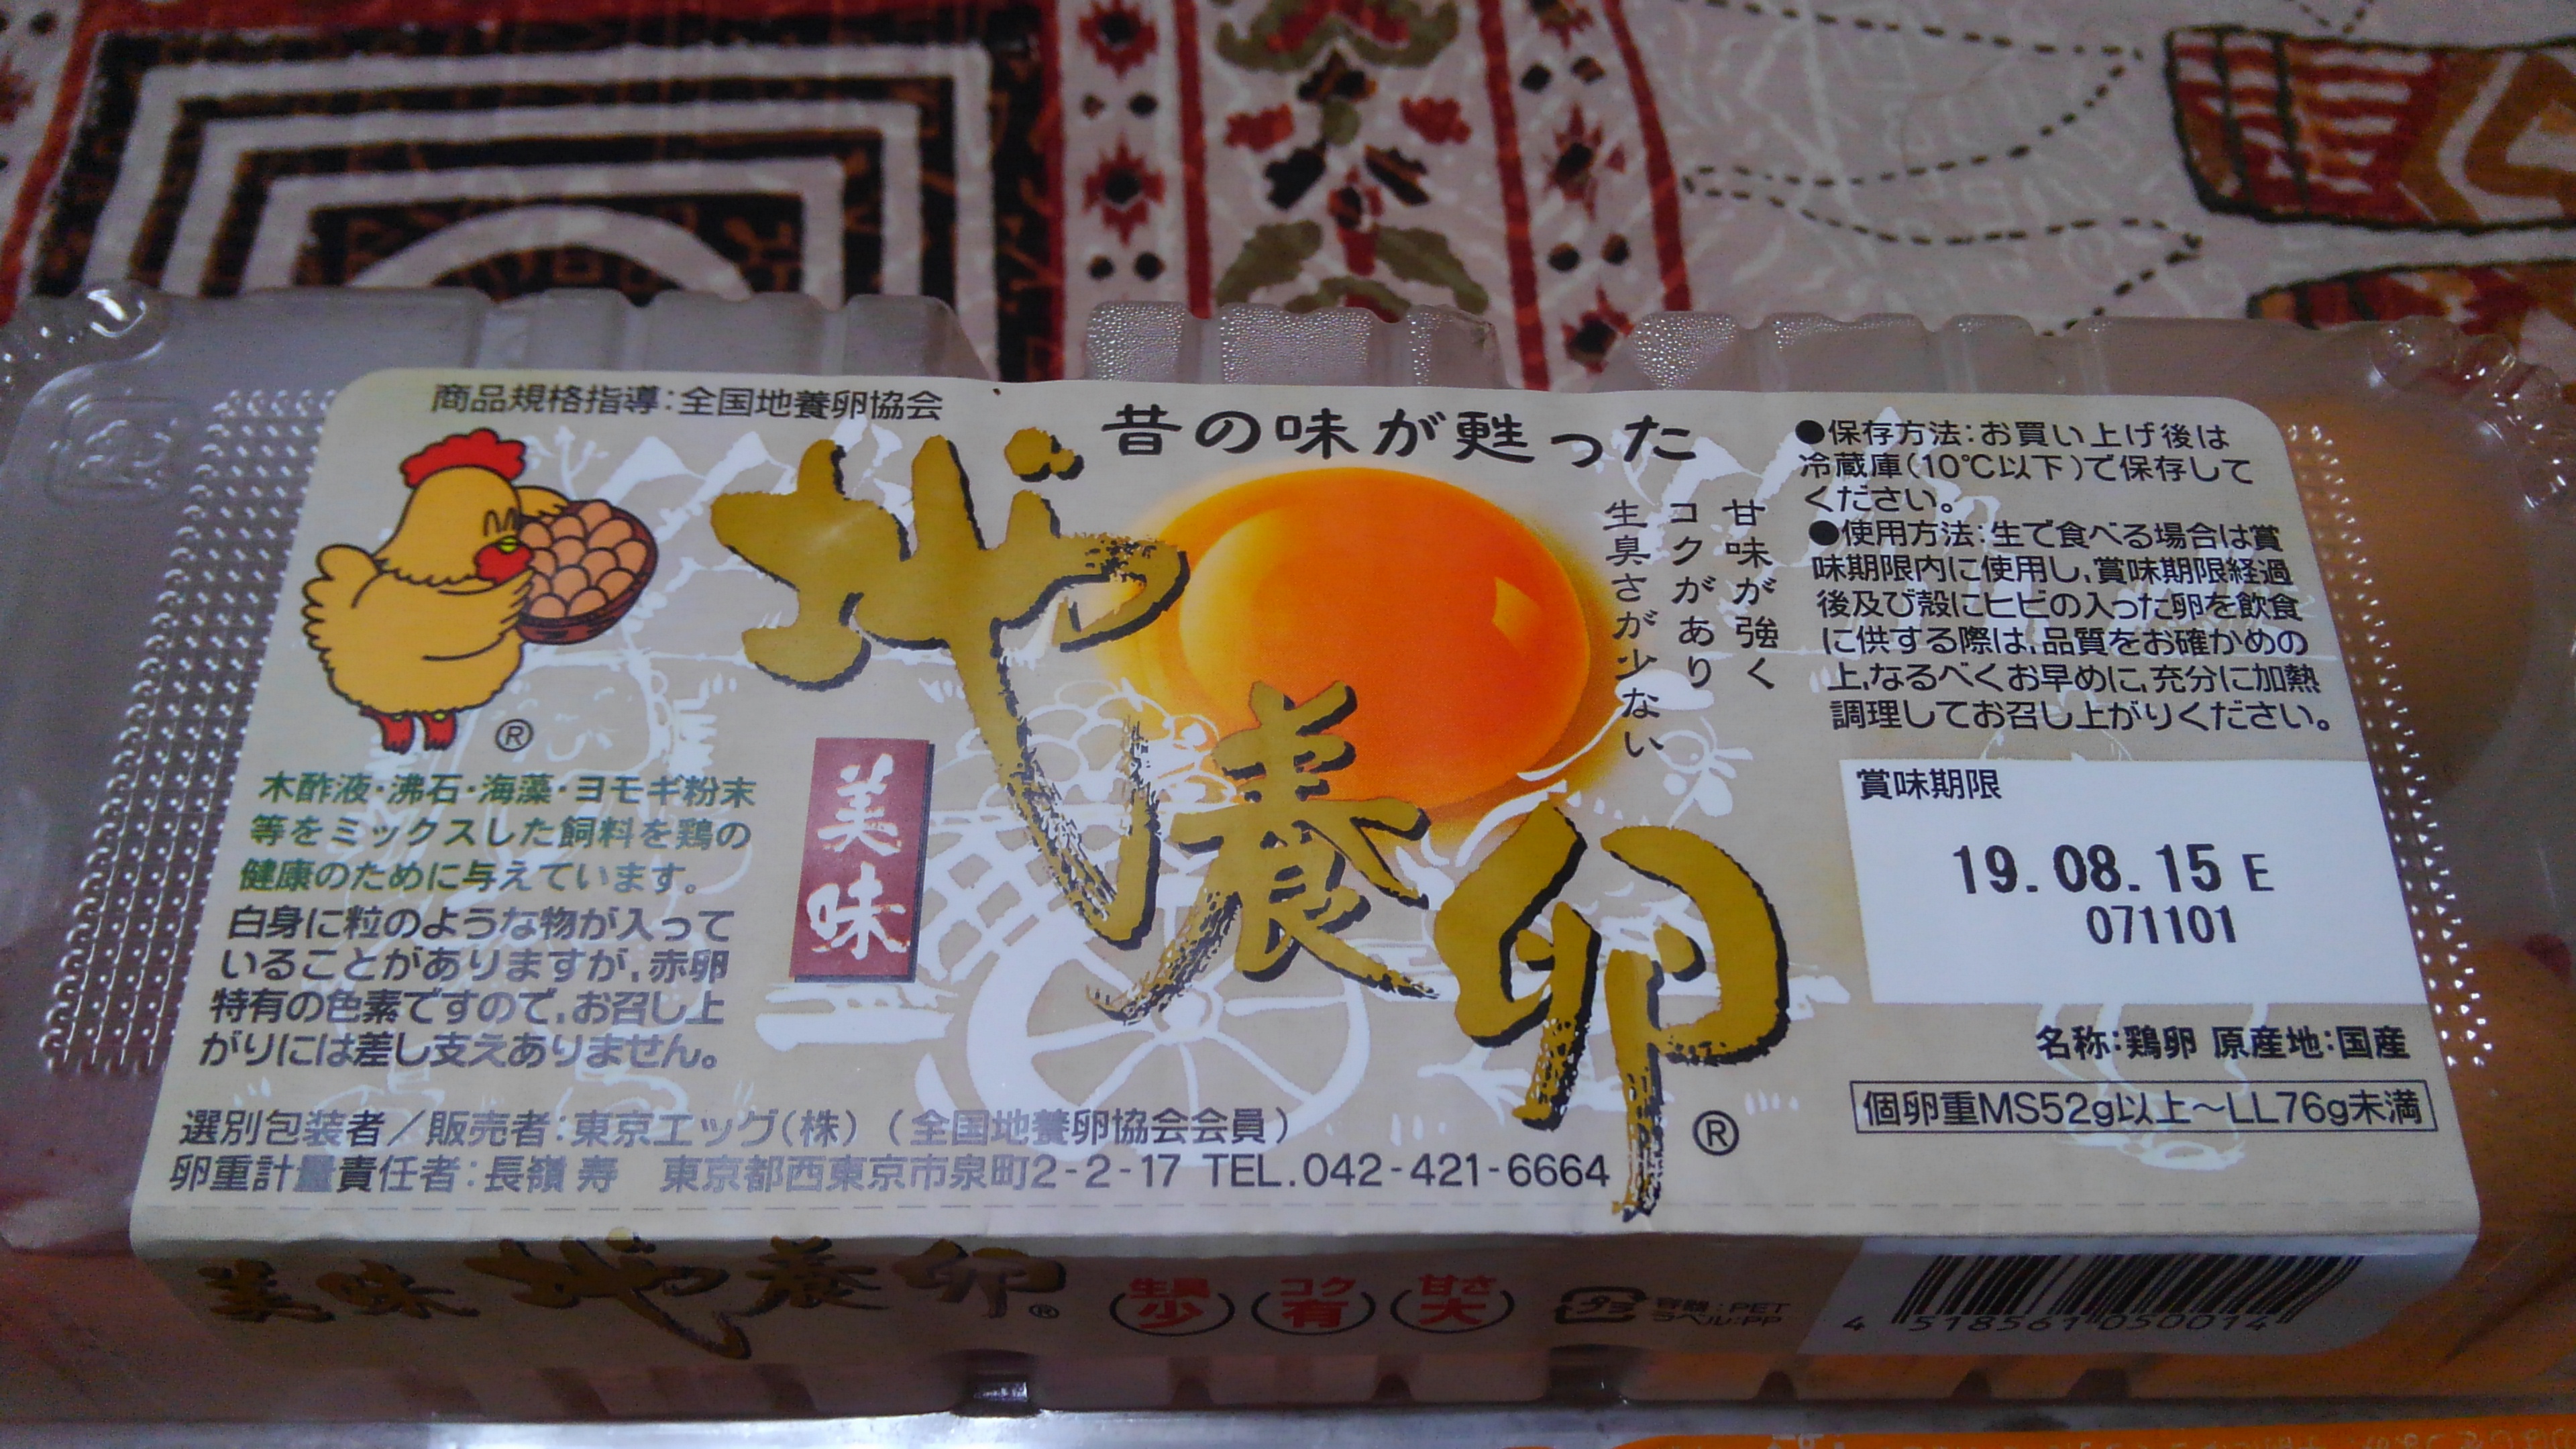 商品規格指導:全国地養卵協会
昔の味が甦った
地養卵
®
美味
甘味が強く
コクがあり
生臭さが少ない
®
木酢液・沸石・海藻・ヨモギ粉末
等をミックスした飼料を鶏の
健康のために与えています。
白身に粒のような物が入って
いることがありますが、赤卵
特有の色素ですので、お召し上
がりには差し支えありません。
選別包装者/販売者:東京エッグ(株)(全国地養卵協会会員)
卵重計量責任者:長嶺 寿 東京都西東京市泉町2-2-17 TEL.042-421-6664
●保存方法:お買い上げ後は
冷蔵庫(10℃以下)で保存して
ください。
●使用方法:生で食べる場合は賞
味期限内に使用し、賞味期限経過
後及び殻にヒビの入った卵を飲食
に供する際は、品質をお確かめの
上、なるべくお早めに、充分に加熱
調理してお召し上がりください。
賞味期限
19.08.15 E
071101
名称:鶏卵 原産地:国産
個卵重MS52g以上~LL76g未満
美味 地養卵®
生臭少
コク有
甘さ大
プラ
容器:PET
ラベル:PP
4 518561 050014